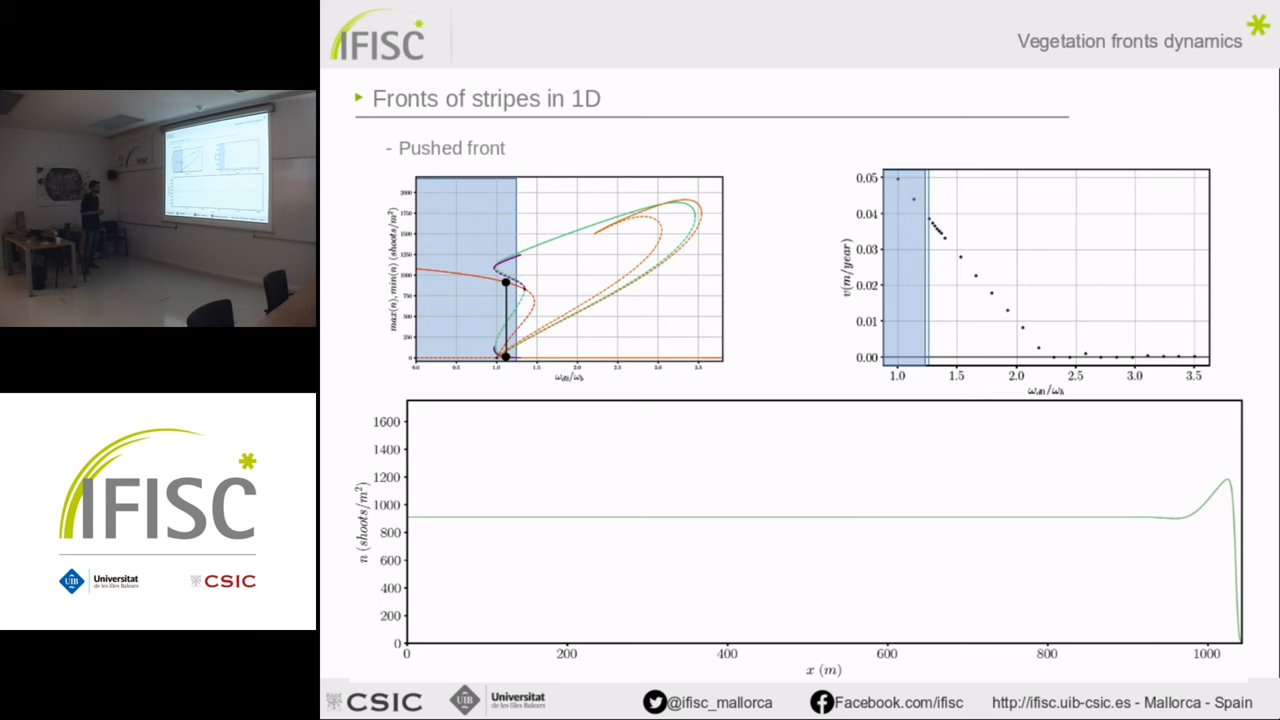 IFISC
Vegetation fronts dynamics
Fronts of stripes in 1D
- Pushed front
max(n), min(n) (shoots/m²)
2000
1750
1500
1250
1000
750
500
250
0
0.0 0.5 1.0 1.5 2.0 2.5 3.0 3.5
ω_d0/ω_b
v(m/year)
0.05
0.04
0.03
0.02
0.01
0.00
1.0 1.5 2.0 2.5 3.0 3.5
ω_d0/ω_b
n (shoots/m²)
1600
1400
1200
1000
800
600
400
200
0
0 200 400 600 800 1000
x (m)
IFISC
UIB
Universitat
de les Illes Balears
CSIC
CSIC
UIB
Universitat
de les Illes Balears
@ifisc_mallorca
Facebook.com/ifisc
http://ifisc.uib-csic.es - Mallorca - Spain